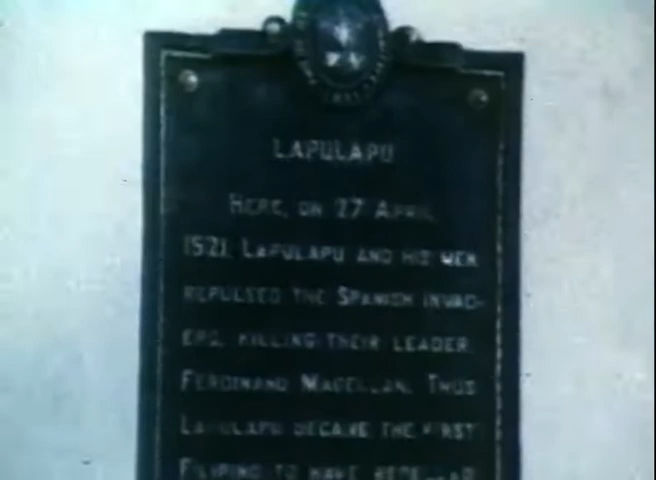 LAPULAPU
HERE, ON 27 APRIL
1521, LAPULAPU AND HIS MEN
REPULSED THE SPANISH INVAD-
ERS, KILLING THEIR LEADER,
FERDINAND MAGELLAN. THUS
LAPULAPU BECAME THE FIRST
FILIPINO TO HAVE REPELLED